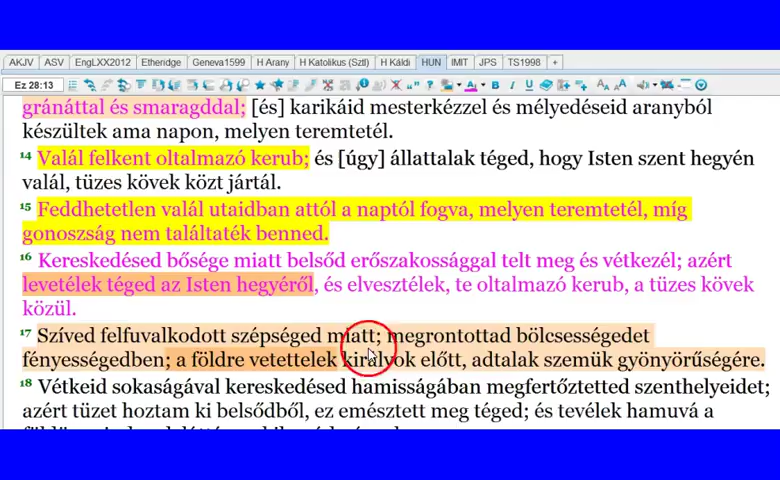 AKJV ASV EngLXX2012 Etheridge Geneva1599 H Arany H Katolikus (SztI) H Káldi HUN IMIT JPS TS1998 +
Ez 28:13
gránáttal és smaragddal; [és] karikáid mesterkézzel és mélyedéseid aranyból
készültek ama napon, melyen teremtetél.
14 Valál felkent oltalmazó kerub; és [úgy] állattalak téged, hogy Isten szent hegyén
valál, tüzes kövek közt jártál.
15 Feddhetetlen valál utaidban attól a naptól fogva, melyen teremtetél, míg
gonoszság nem találtaték benned.
16 Kereskedésed bősége miatt belsőd erőszakossággal telt meg és vétkezél; azért
levetélek téged az Isten hegyéről, és elvesztélek, te oltalmazó kerub, a tüzes kövek
közül.
17 Szíved felfuvalkodott szépséged miatt; megrontottad bölcsességedet
fényességedben; a földre vetettelek királyok előtt, adtalak szemük gyönyörűségére.
18 Vétkeid sokaságával kereskedésed hamisságában megfertőztetted szenthelyeidet;
azért tüzet hoztam ki belsődből, ez emésztett meg téged; és tevélek hamuvá a